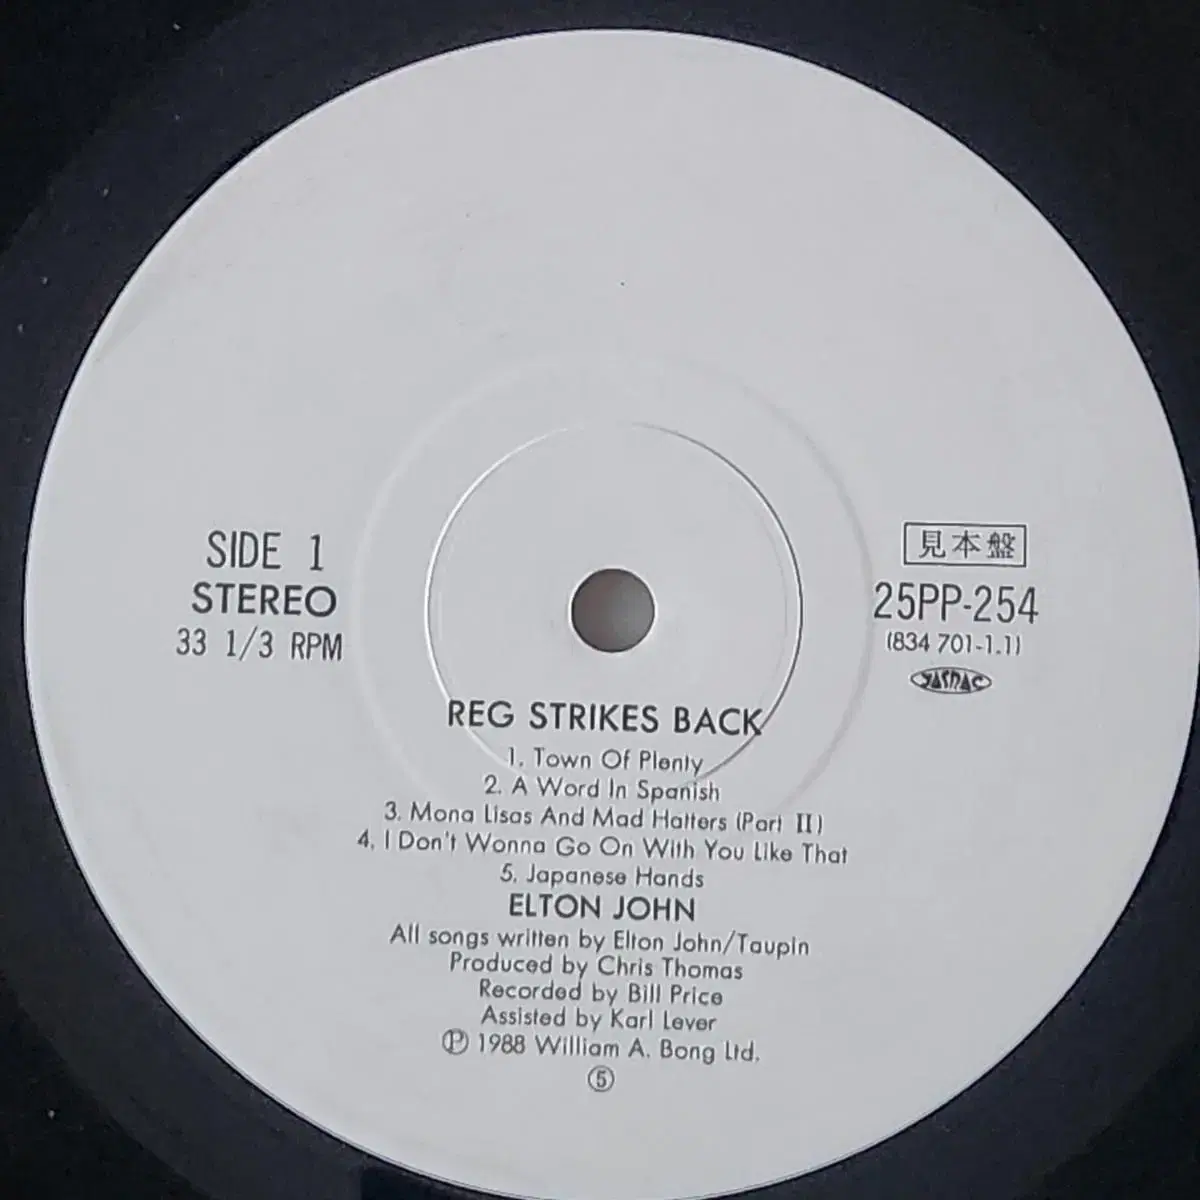 SIDE 1
STEREO
33 1/3 RPM
見本盤
25PP-254
(834 701-1.1)
JASRAC
REG STRIKES BACK
1. Town Of Plenty
2. A Word In Spanish
3. Mona Lisas And Mad Hatters (Part II)
4. I Don't Wonna Go On With You Like That
5. Japanese Hands
ELTON JOHN
All songs written by Elton John/Taupin
Produced by Chris Thomas
Recorded by Bill Price
Assisted by Karl Lever
Ⓟ 1988 William A. Bong Ltd.
⑤